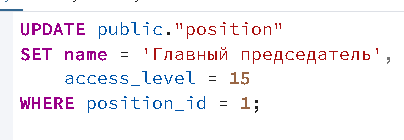 UPDATE public."position"
SET name = 'Главный председатель',
access_level = 15
WHERE position_id = 1;